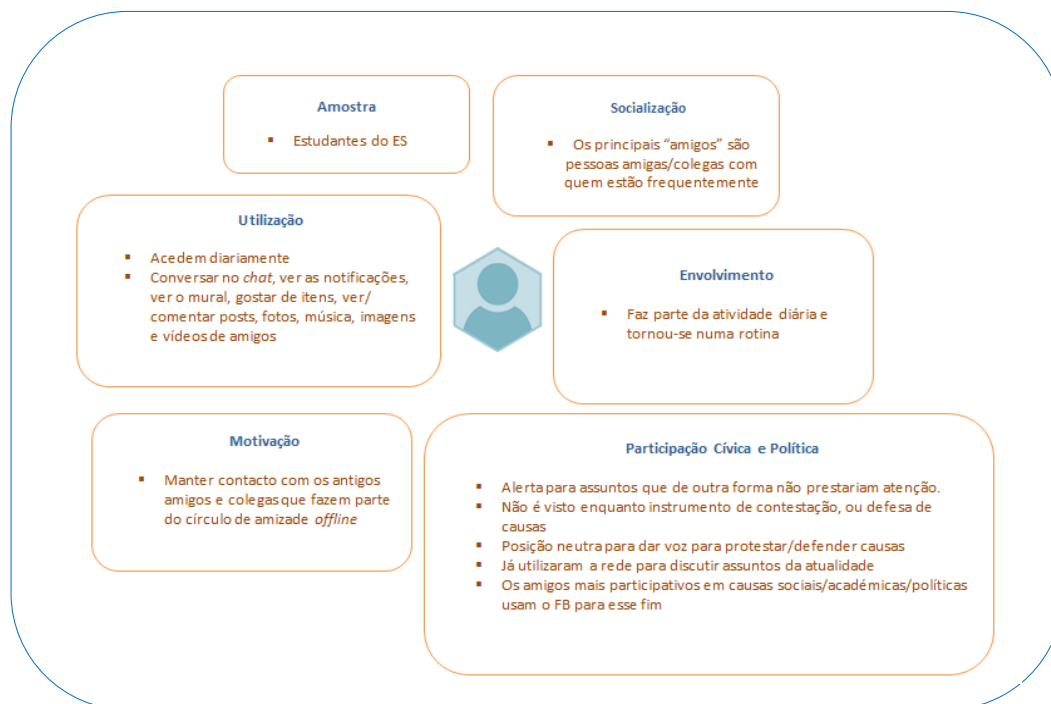 Amostra
▪ Estudantes do ES
Socialização
▪ Os principais “amigos” são
pessoas amigas/colegas com
quem estão frequentemente
Utilização
▪ Acedem diariamente
▪ Conversar no chat, ver as notificações,
ver o mural, gostar de itens, ver/
comentar posts, fotos, música, imagens
e vídeos de amigos
Envolvimento
▪ Faz parte da atividade diária e
tornou-se numa rotina
Motivação
▪ Manter contacto com os antigos
amigos e colegas que fazem parte
do círculo de amizade offline
Participação Cívica e Política
▪ Alerta para assuntos que de outra forma não prestariam atenção.
▪ Não é visto enquanto instrumento de contestação, ou defesa de
causas
▪ Posição neutra para dar voz para protestar/defender causas
▪ Já utilizaram a rede para discutir assuntos da atualidade
▪ Os amigos mais participativos em causas sociais/académicas/políticas
usam o FB para esse fim